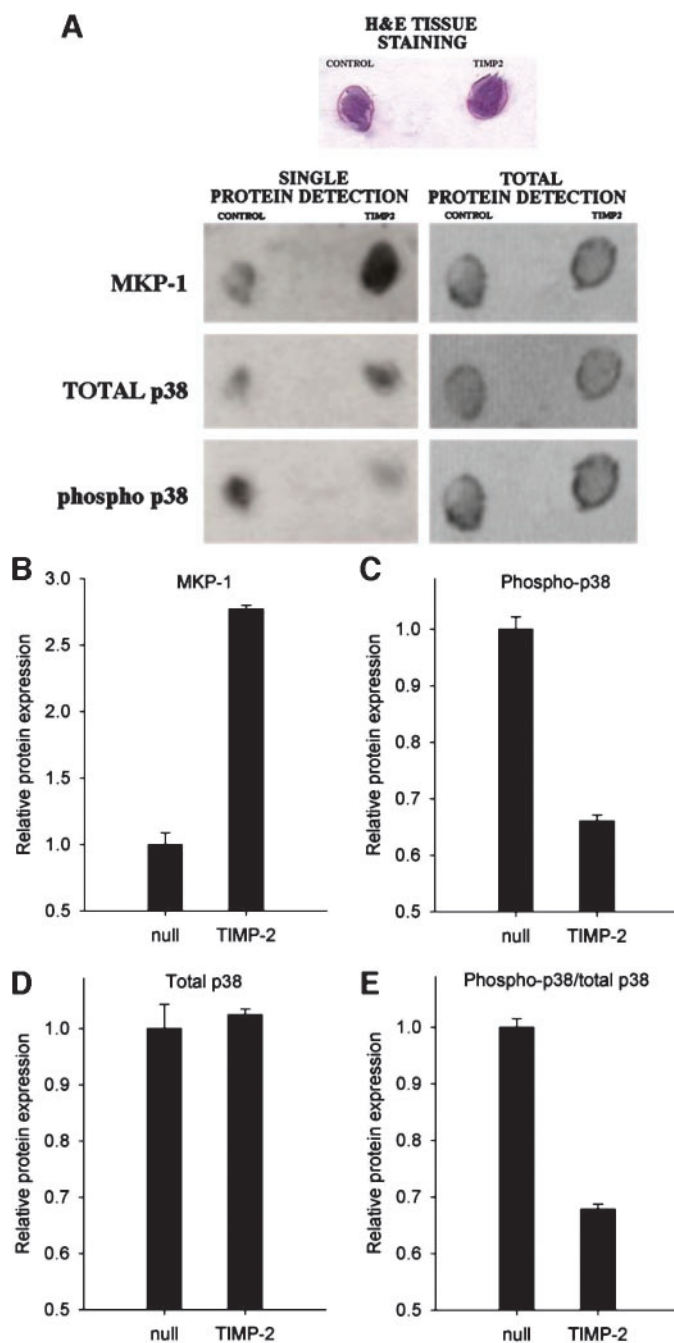 A
H&E TISSUE
STAINING
CONTROL TIMP2
SINGLE
PROTEIN DETECTION
TOTAL
PROTEIN DETECTION
CONTROL TIMP2
CONTROL TIMP2
MKP-1
TOTAL p38
phospho p38
B
MKP-1
Relative protein expression
3.0
2.5
2.0
1.5
1.0
0.5
null TIMP-2
C
Phospho-p38
Relative protein expression
1.0
0.9
0.8
0.7
0.6
0.5
null TIMP-2
D
Total p38
Relative protein expression
1.0
0.9
0.8
0.7
0.6
0.5
null TIMP-2
E
Phospho-p38/total p38
Relative protein expression
1.0
0.9
0.8
0.7
0.6
0.5
null TIMP-2